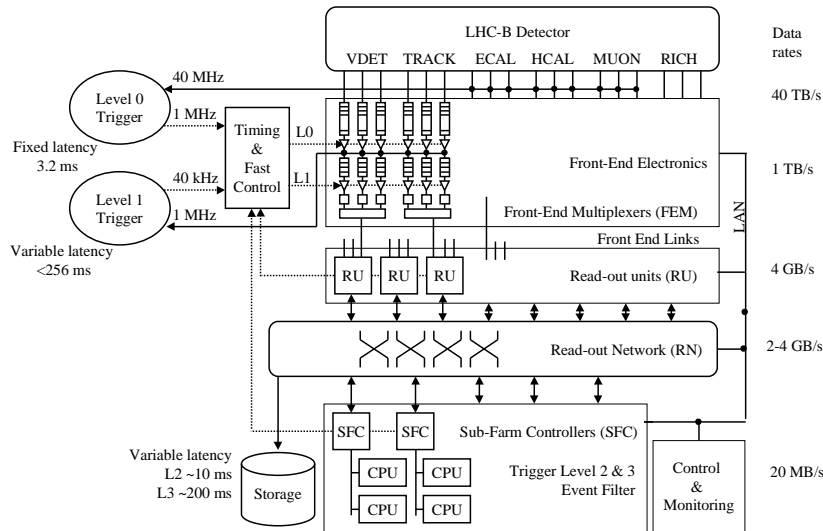 LHC-B Detector
Data
rates
VDET TRACK ECAL HCAL MUON RICH
40 MHz
40 TB/s
Level 0
Trigger
1 MHz
Timing
&
Fast
Control
L0
Fixed latency
3.2 ms
Front-End Electronics
1 TB/s
40 kHz
L1
Level 1
Trigger
1 MHz
Front-End Multiplexers (FEM)
LAN
Front End Links
Variable latency
<256 ms
RU RU RU
Read-out units (RU)
4 GB/s
Read-out Network (RN)
2-4 GB/s
SFC SFC
Sub-Farm Controllers (SFC)
Variable latency
L2 ~10 ms
L3 ~200 ms
Storage
CPU CPU
CPU CPU
Trigger Level 2 & 3
Event Filter
Control
&
Monitoring
20 MB/s